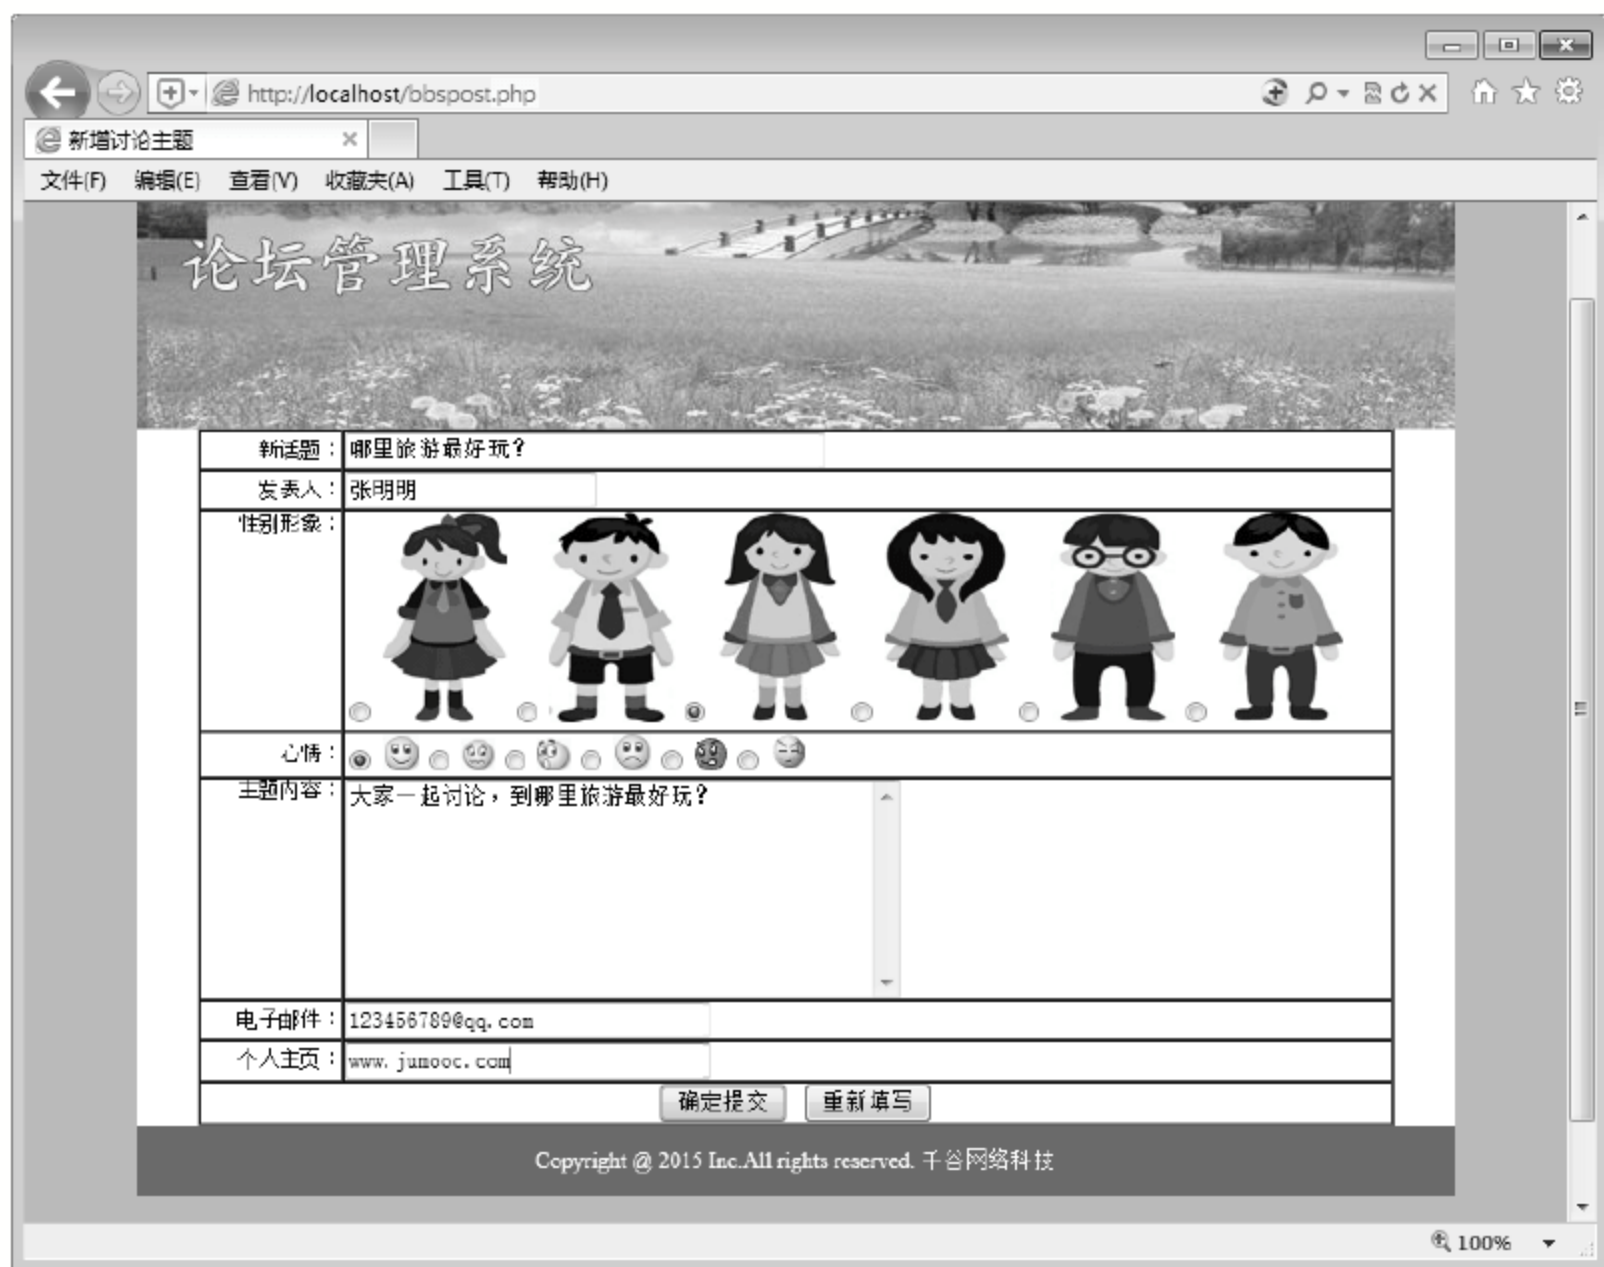 http://localhost/bbspost.php
新增讨论主题
文件(F) 编辑(E) 查看(V) 收藏夹(A) 工具(T) 帮助(H)
论坛管理系统
新话题： 哪里旅游最好玩？
发表人： 张明明
性别形象：
心情：
主题内容： 大家一起讨论，到哪里旅游最好玩？
电子邮件： 123456789@qq.com
个人主页： www.jumooc.com
确定提交 重新填写
Copyright @ 2015 Inc.All rights reserved. 千谷网络科技
100%